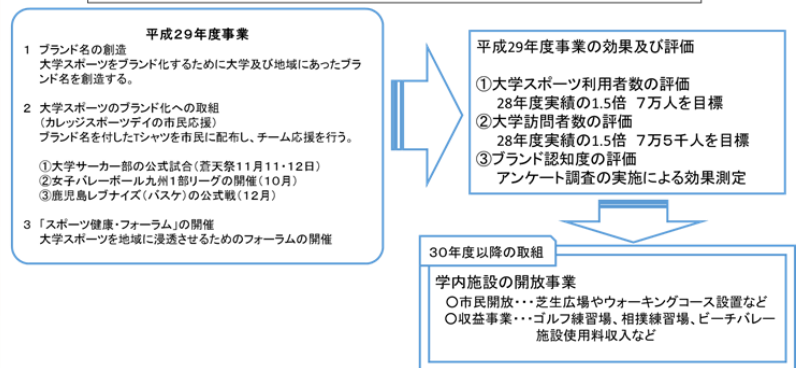 平成29年度事業
1 ブランド名の創造
大学スポーツをブランド化するために大学及び地域にあったブラ
ンド名を創造する。
2 大学スポーツのブランド化への取組
(カレッジスポーツデイの市民応援)
ブランド名を付したTシャツを市民に配布し、チーム応援を行う。
①大学サーカー部の公式試合(蒼天祭11月11・12日)
②女子バレーボール九州1部リーグの開催(10月)
③鹿児島レブナイズ(バスケ)の公式戦(12月)
3 「スポーツ健康・フォーラム」の開催
大学スポーツを地域に浸透させるためのフォーラムの開催
平成29年度事業の効果及び評価
①大学スポーツ利用者数の評価
28年度実績の1.5倍 7万人を目標
②大学訪問者数の評価
28年度実績の1.5倍 7万5千人を目標
③ブランド認知度の評価
アンケート調査の実施による効果測定
30年度以降の取組
学内施設の開放事業
○市民開放・・・芝生広場やウォーキングコース設置など
○収益事業・・・ゴルフ練習場、相撲練習場、ビーチバレー
施設使用料収入など